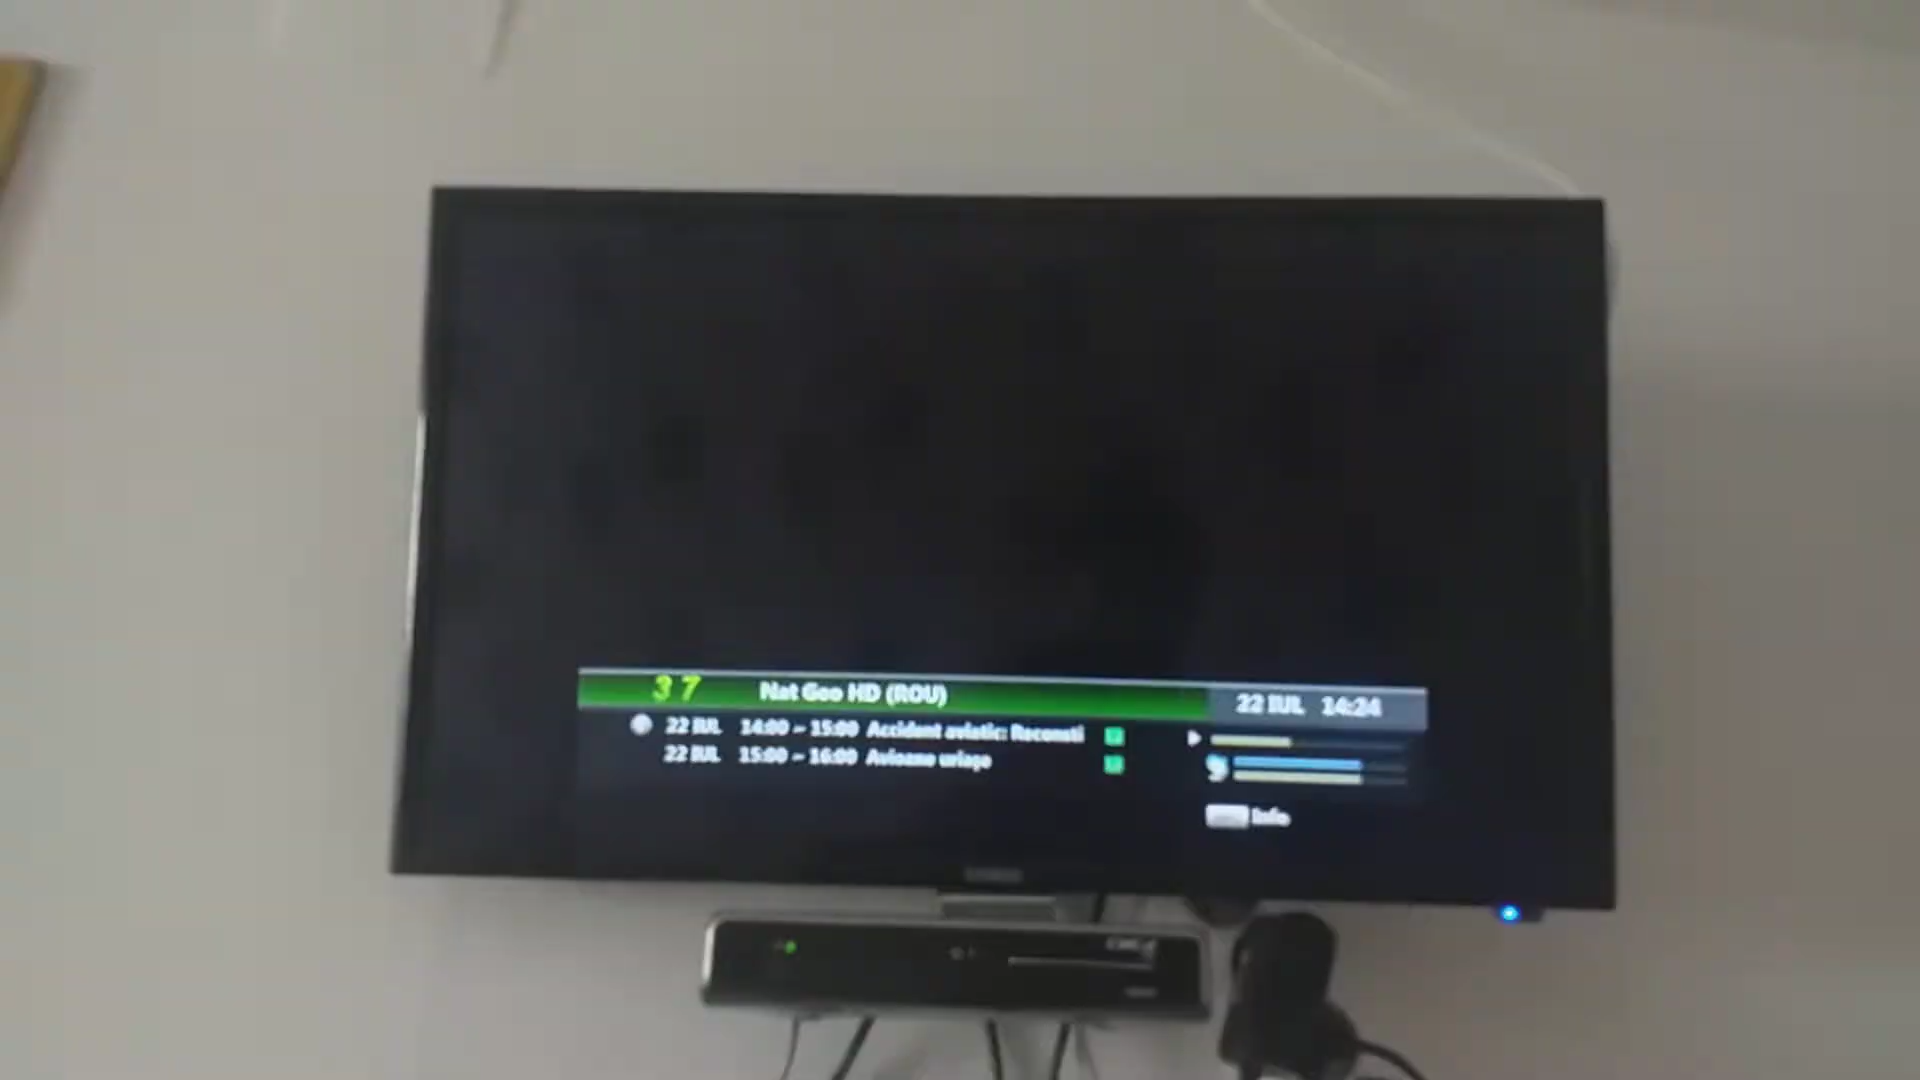 37 Nat Geo HD (ROU) 22 IUL 14:24
22 IUL 14:00 - 15:00 Accident aviatic: Reconsti
22 IUL 15:00 - 16:00 Avioane uriaşe
Info